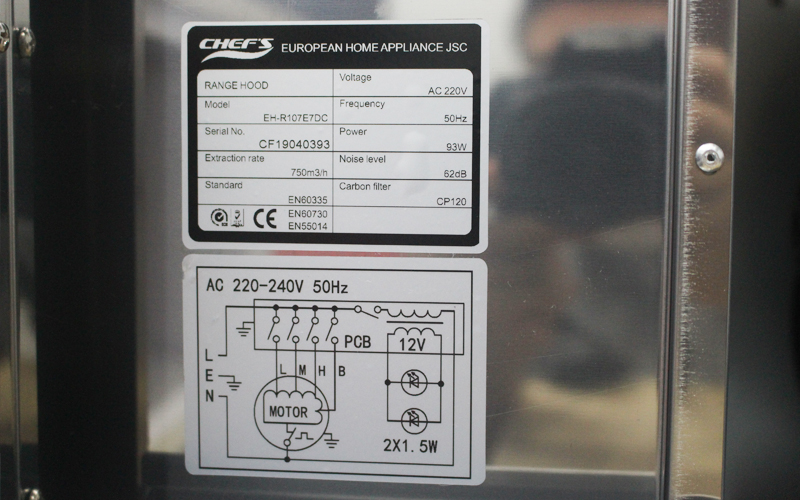 CHEF'S EUROPEAN HOME APPLIANCE JSC
RANGE HOOD
Voltage
AC 220V
Model
EH-R107E7DC
Frequency
50Hz
Serial No.
CF19040393
Power
93W
Extraction rate
750m3/h
Noise level
62dB
Standard
EN60335
Carbon filter
CP120
CE
EN60730
EN55014
AC 220-240V 50Hz
PCB
12V
L
E
N
L M H B
MOTOR
2X1.5W